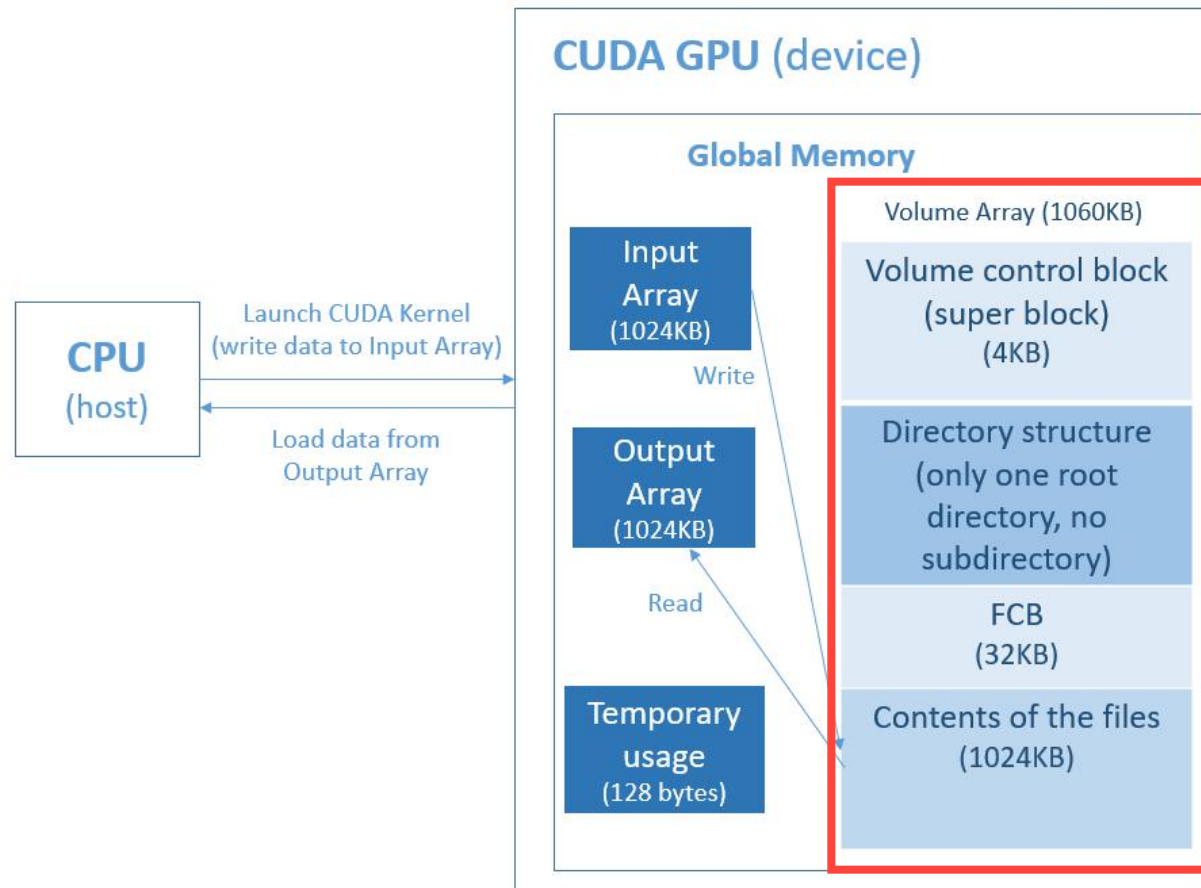 CUDA GPU (device)
Global Memory
Volume Array (1060KB)
Input
Array
(1024KB)
Volume control block
(super block)
(4KB)
Launch CUDA Kernel
(write data to Input Array)
CPU
(host)
Write
Load data from
Output Array
Output
Array
(1024KB)
Directory structure
(only one root
directory, no
subdirectory)
Read
FCB
(32KB)
Temporary
usage
(128 bytes)
Contents of the files
(1024KB)